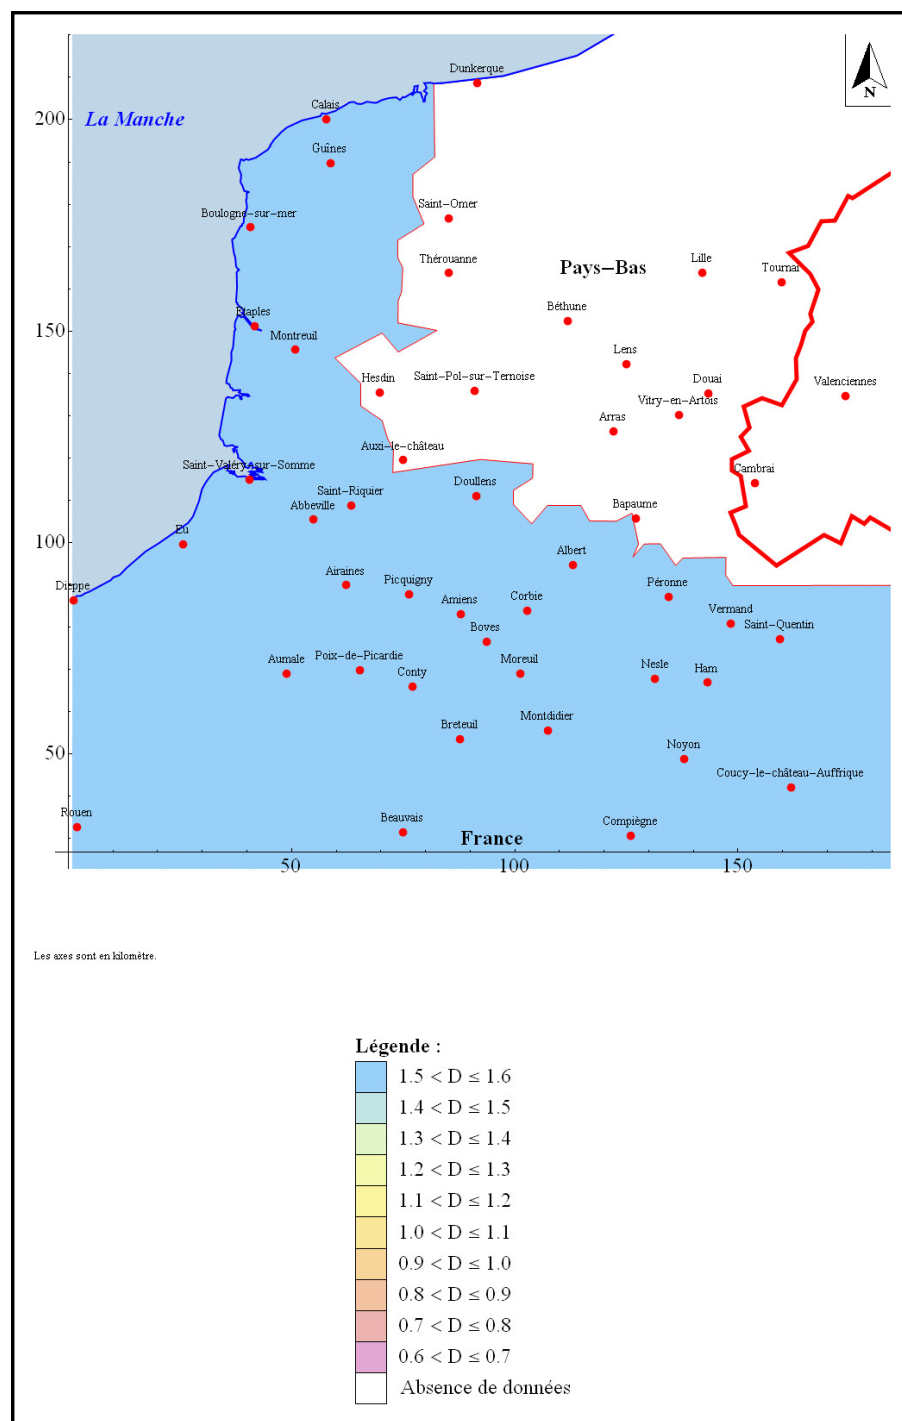 Dunkerque
N
200
La Manche
Calais
Guînes
Saint-Omer
Boulogne-sur-mer
Thérouanne
Pays-Bas
Lille
Tournai
Béthune
150
Etaples
Montreuil
Lens
Hesdin
Saint-Pol-sur-Ternoise
Douai
Valenciennes
Vitry-en-Artois
Arras
Auxi-le-château
Saint-Valéry-sur-Somme
Cambrai
Saint-Riquier
Doullens
Abbeville
Bapaume
100
Eu
Albert
Airaines
Picquigny
Péronne
Dieppe
Amiens
Corbie
Vermand
Boves
Saint-Quentin
Aumale
Poix-de-Picardie
Conty
Moreuil
Nesle
Ham
50
Breteuil
Montdidier
Noyon
Coucy-le-château-Auffrique
Rouen
Beauvais
Compiègne
France
50
100
150
Les axes sont en kilomètre.
Légende :
1.5 < D ≤ 1.6
1.4 < D ≤ 1.5
1.3 < D ≤ 1.4
1.2 < D ≤ 1.3
1.1 < D ≤ 1.2
1.0 < D ≤ 1.1
0.9 < D ≤ 1.0
0.8 < D ≤ 0.9
0.7 < D ≤ 0.8
0.6 < D ≤ 0.7
Absence de données